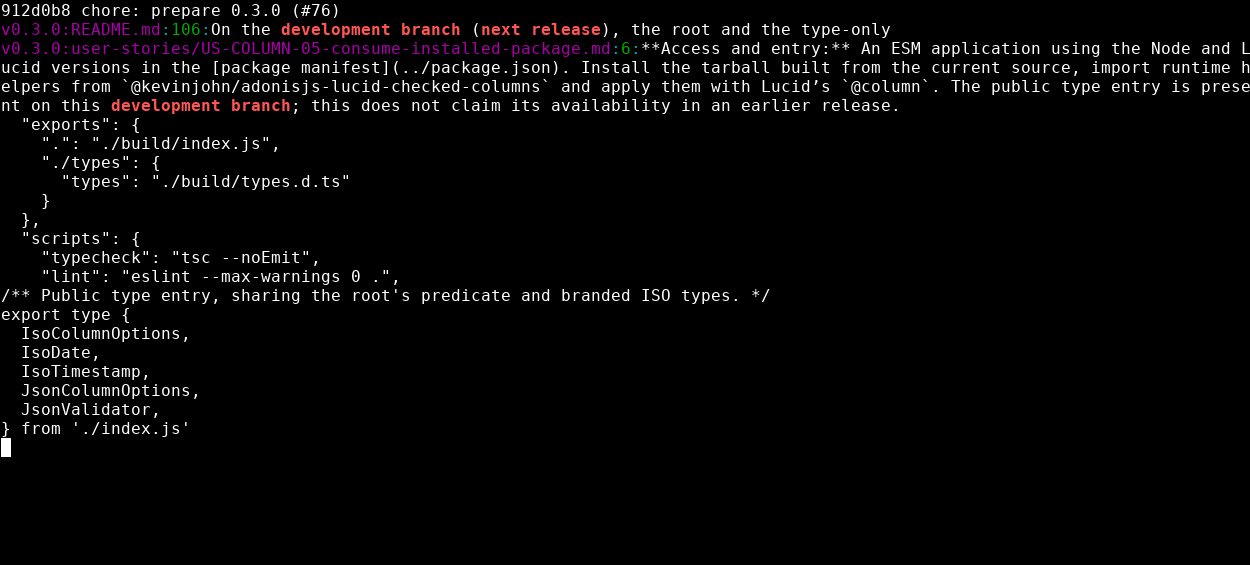 912d0b8 chore: prepare 0.3.0 (#76)
v0.3.0:README.md:106:On the development branch (next release), the root and the type-only
v0.3.0:user-stories/US-COLUMN-05-consume-installed-package.md:6:**Access and entry:** An ESM application using the Node and L
ucid versions in the [package manifest](../package.json). Install the tarball built from the current source, import runtime h
elpers from `@kevinjohn/adonisjs-lucid-checked-columns` and apply them with Lucid’s `@column`. The public type entry is prese
nt on this development branch; this does not claim its availability in an earlier release.
  "exports": {
    ".": "./build/index.js",
    "./types": {
      "types": "./build/types.d.ts"
    }
  },
  "scripts": {
    "typecheck": "tsc --noEmit",
    "lint": "eslint --max-warnings 0 .",
/** Public type entry, sharing the root's predicate and branded ISO types. */
export type {
  IsoColumnOptions,
  IsoDate,
  IsoTimestamp,
  JsonColumnOptions,
  JsonValidator,
} from './index.js'